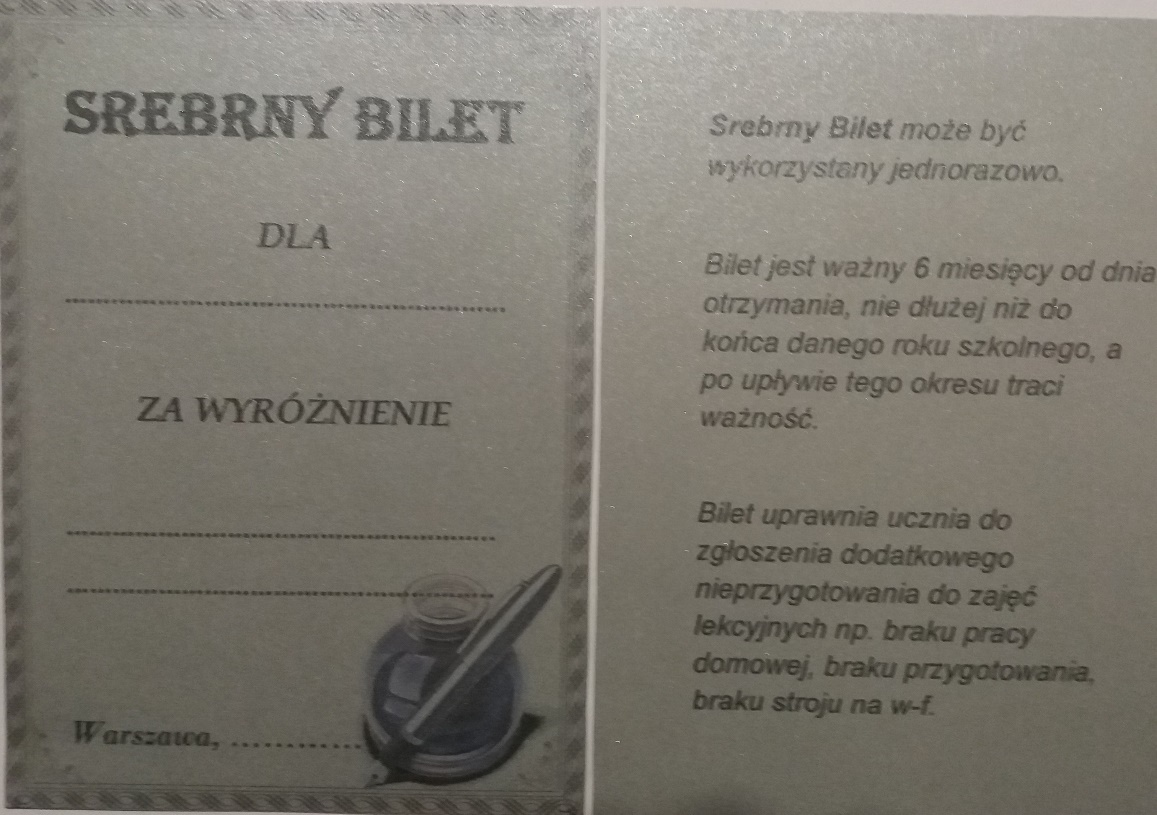 SREBRNY BILET
DLA
........................................................
ZA WYRÓŻNIENIE
........................................................
........................................................
Warszawa, ............
Srebrny Bilet może być
wykorzystany jednorazowo.
Bilet jest ważny 6 miesięcy od dnia
otrzymania, nie dłużej niż do
końca danego roku szkolnego, a
po upływie tego okresu traci
ważność.
Bilet uprawnia ucznia do
zgłoszenia dodatkowego
nieprzygotowania do zajęć
lekcyjnych np. braku pracy
domowej, braku przygotowania,
braku stroju na w-f.